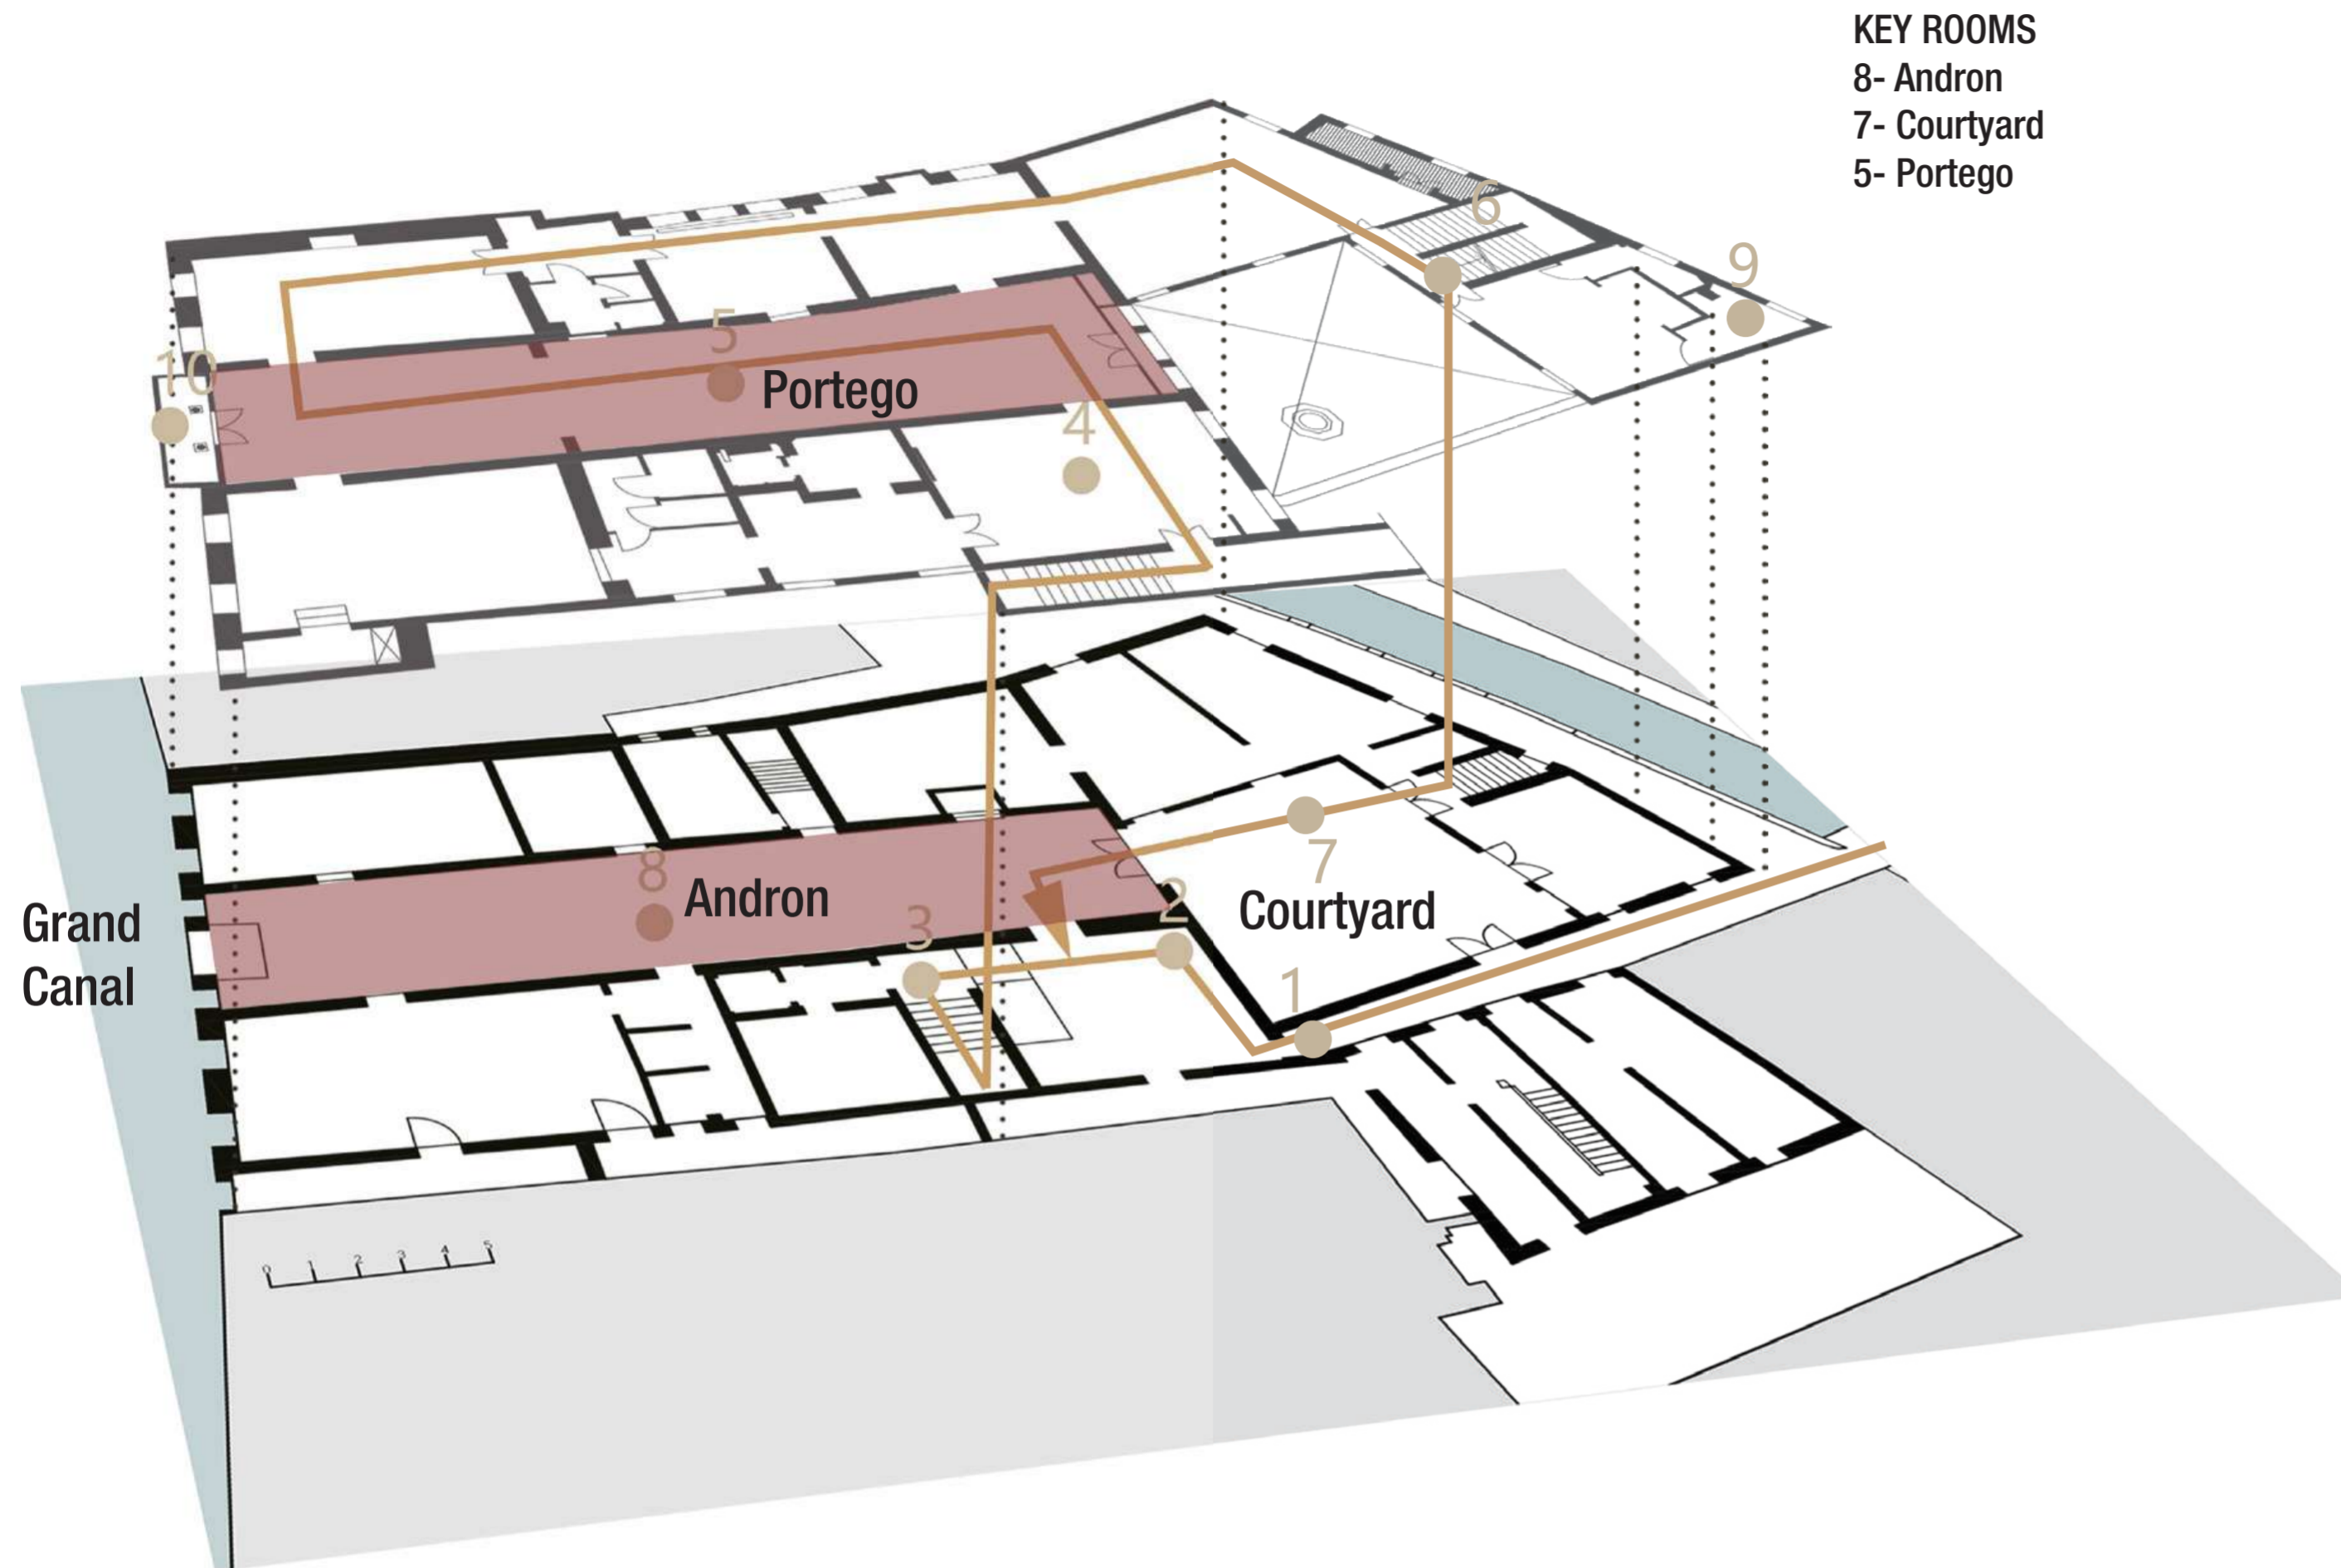 KEY ROOMS
8- Andron
7- Courtyard
5- Portego
6
9
5
10
Portego
4
7
8
Andron
2
3
Courtyard
Grand
Canal
1
0 1 2 3 4 5